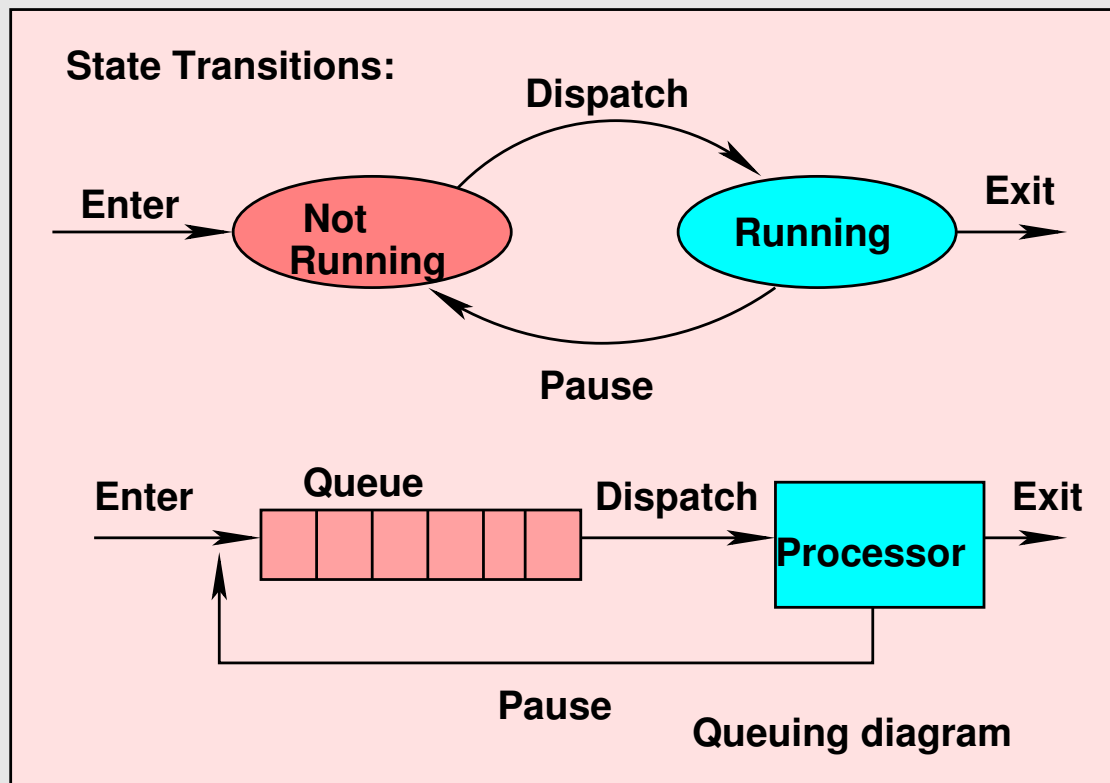 State Transitions:
Dispatch
Enter
Not
Running
Running
Exit
Pause
Enter
Queue
Dispatch
Processor
Exit
Pause
Queuing diagram